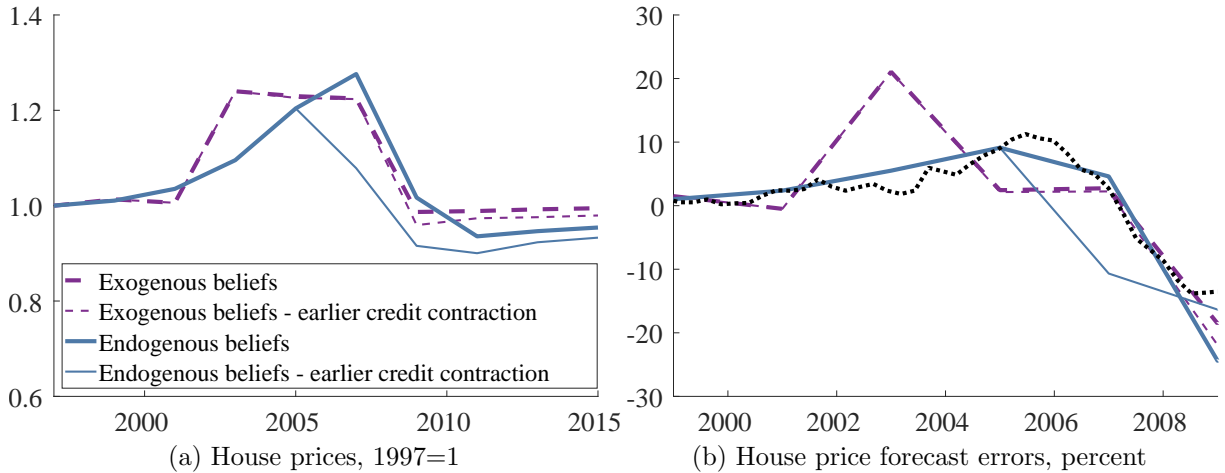 1.4
1.2
1.0
0.8
0.6
Exogenous beliefs
Exogenous beliefs - earlier credit contraction
Endogenous beliefs
Endogenous beliefs - earlier credit contraction
2000 2005 2010 2015
(a) House prices, 1997=1
30
20
10
0
-10
-20
-30
2000 2002 2004 2006 2008
(b) House price forecast errors, percent